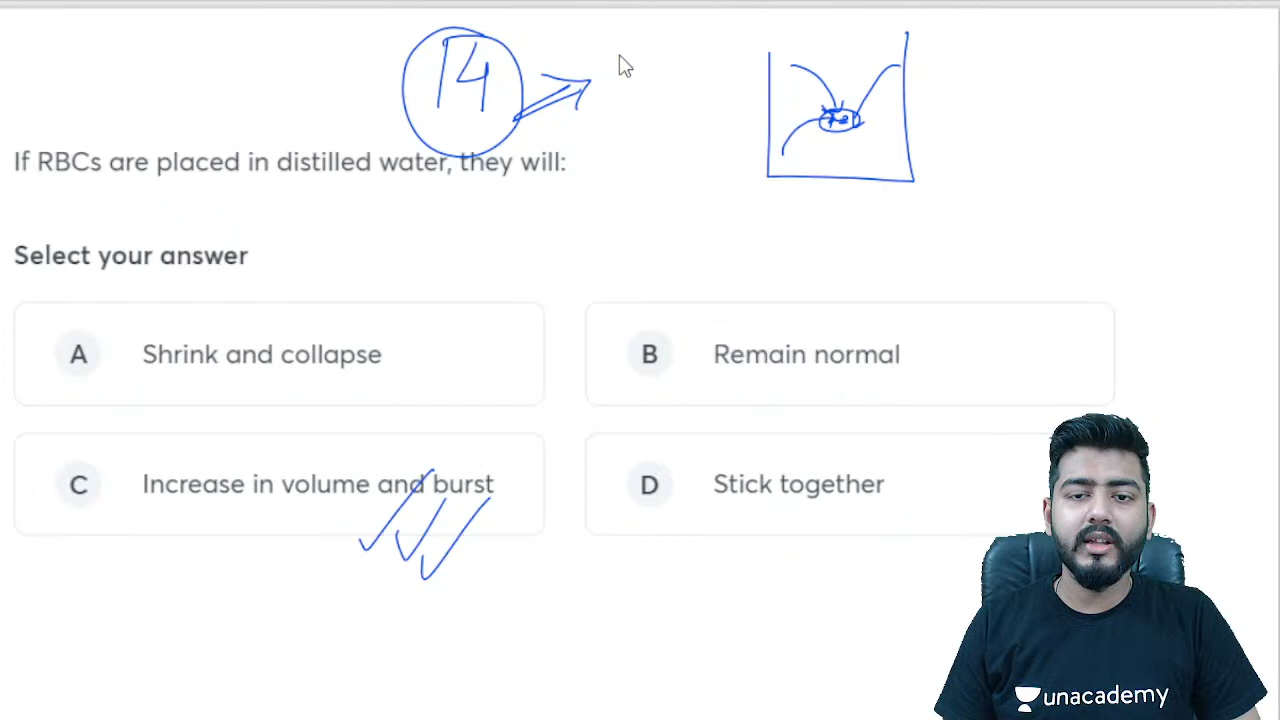 14
If RBCs are placed in distilled water, they will:
Select your answer
A Shrink and collapse
B Remain normal
C Increase in volume and burst
D Stick together
unacademy